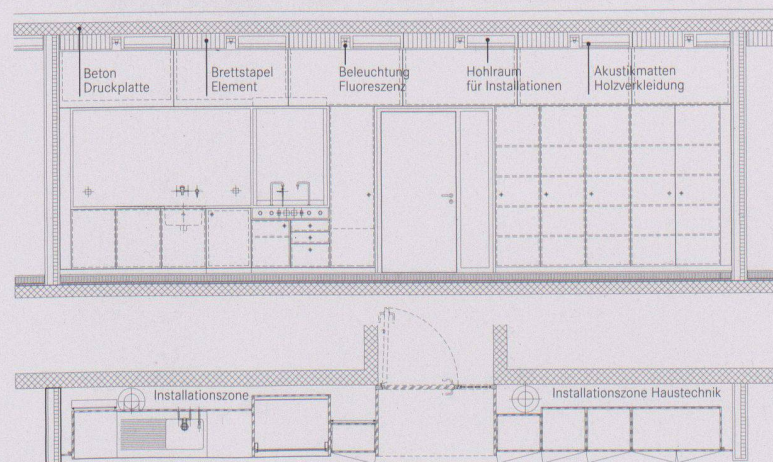 Beton
Druckplatte
Brettstapel
Element
Beleuchtung
Fluoreszenz
Hohlraum
für Installationen
Akustikmatten
Holzverkleidung
Installationszone
Installationszone Haustechnik